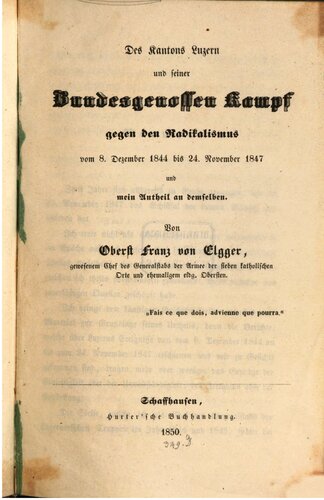 Des Kantons Luzern
und seiner
Bundesgenossen Kampf
gegen den Radikalismus
vom 8. Dezember 1844 bis 24. November 1847
und
mein Antheil an demselben.
Von
Oberst Franz von Elgger,
gewesenem Chef des Generalstabs der Armee der sieben katholischen
Orte und ehemaligem eidg. Obersten.
„Fais ce que dois, advienne que pourra.“
Schaffhausen,
Hurter'sche Buchhandlung.
1850.